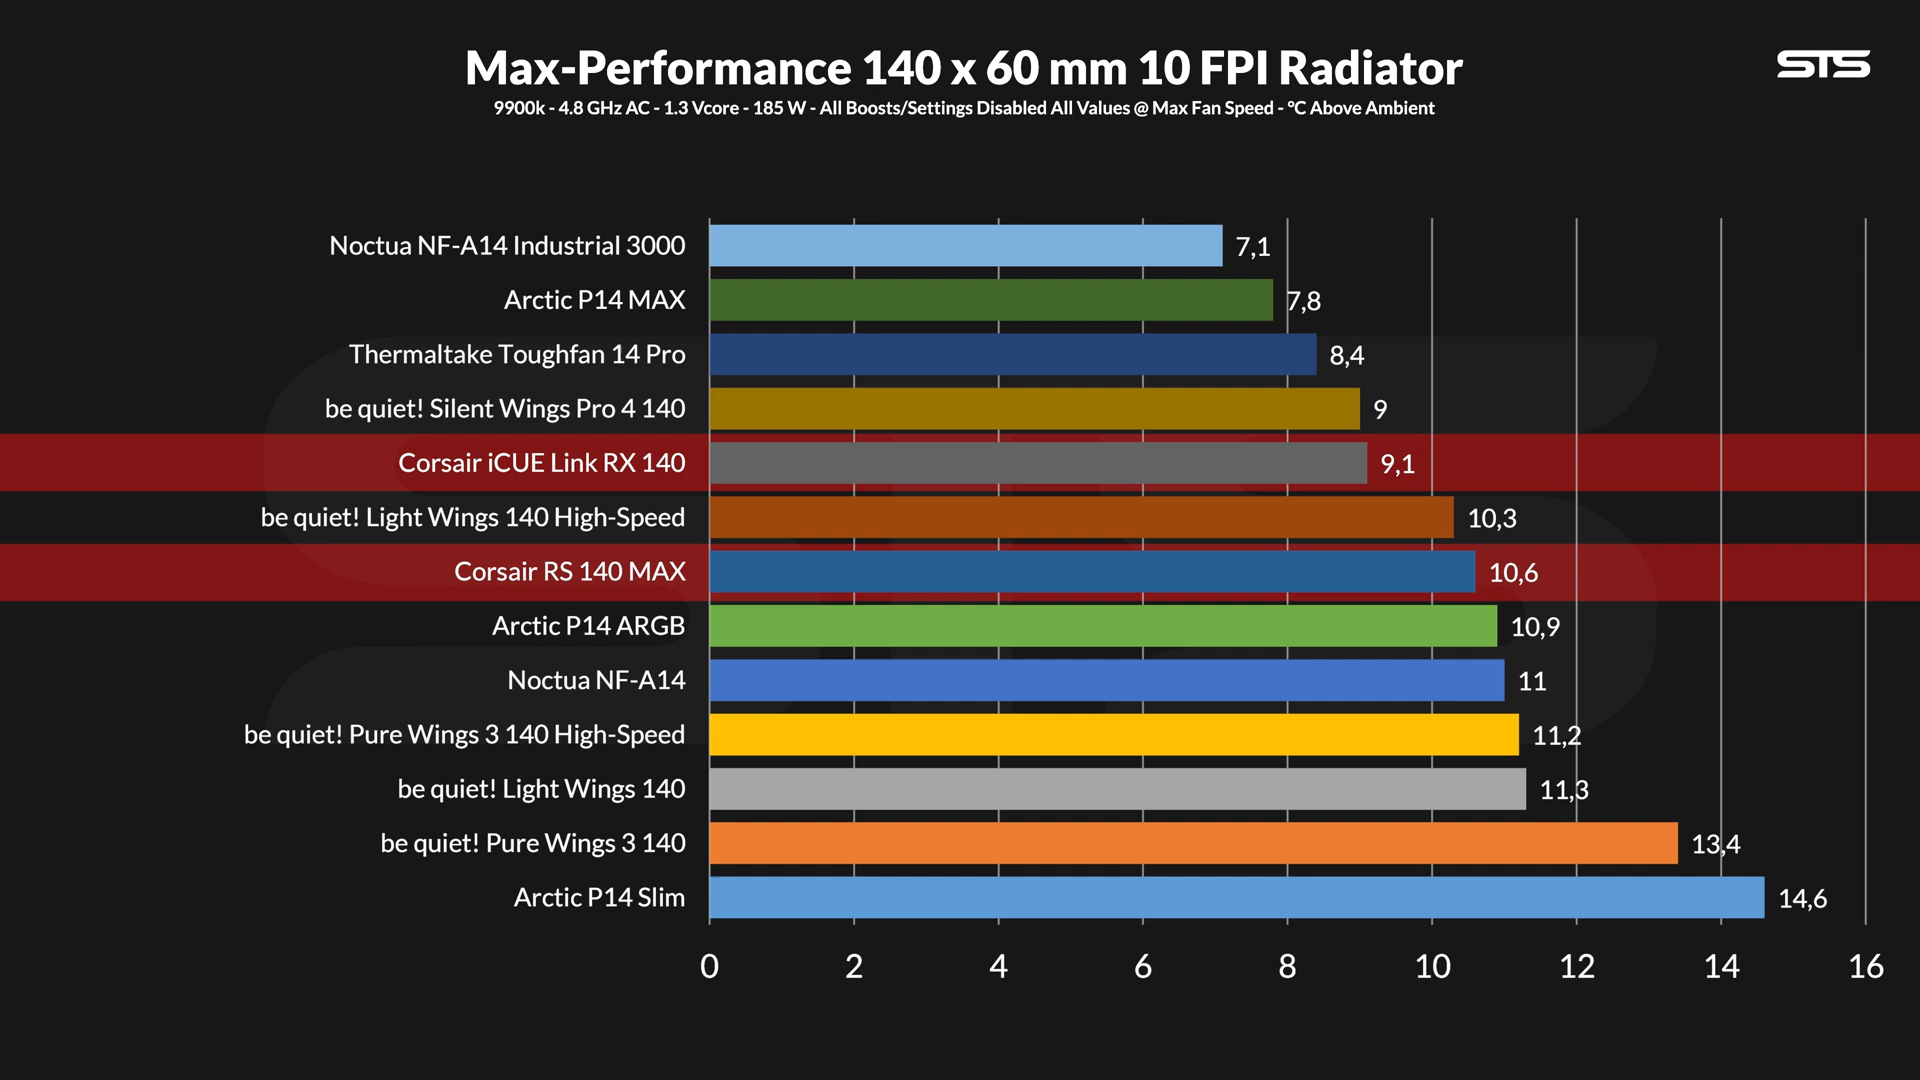 Max-Performance 140 x 60 mm 10 FPI Radiator
STS
9900k - 4.8 GHz AC - 1.3 Vcore - 185 W - All Boosts/Settings Disabled All Values @ Max Fan Speed - °C Above Ambient
Noctua NF-A14 Industrial 3000 7,1
Arctic P14 MAX 7,8
Thermaltake Toughfan 14 Pro 8,4
be quiet! Silent Wings Pro 4 140 9
Corsair iCUE Link RX 140 9,1
be quiet! Light Wings 140 High-Speed 10,3
Corsair RS 140 MAX 10,6
Arctic P14 ARGB 10,9
Noctua NF-A14 11
be quiet! Pure Wings 3 140 High-Speed 11,2
be quiet! Light Wings 140 11,3
be quiet! Pure Wings 3 140 13,4
Arctic P14 Slim 14,6
0 2 4 6 8 10 12 14 16